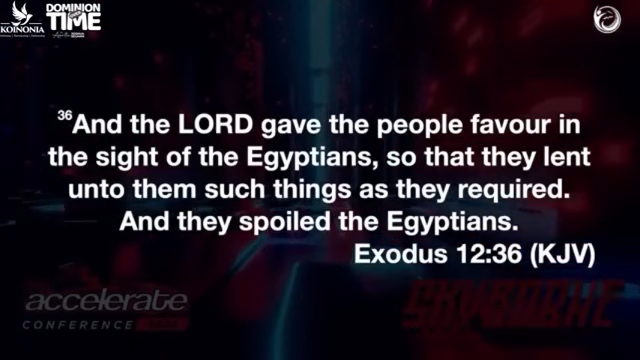 KOINONIA
DOMINION
TIME
36And the LORD gave the people favour in
the sight of the Egyptians, so that they lent
unto them such things as they required.
And they spoiled the Egyptians.
Exodus 12:36 (KJV)
accelerate
CONFERENCE
SKYBOURNE